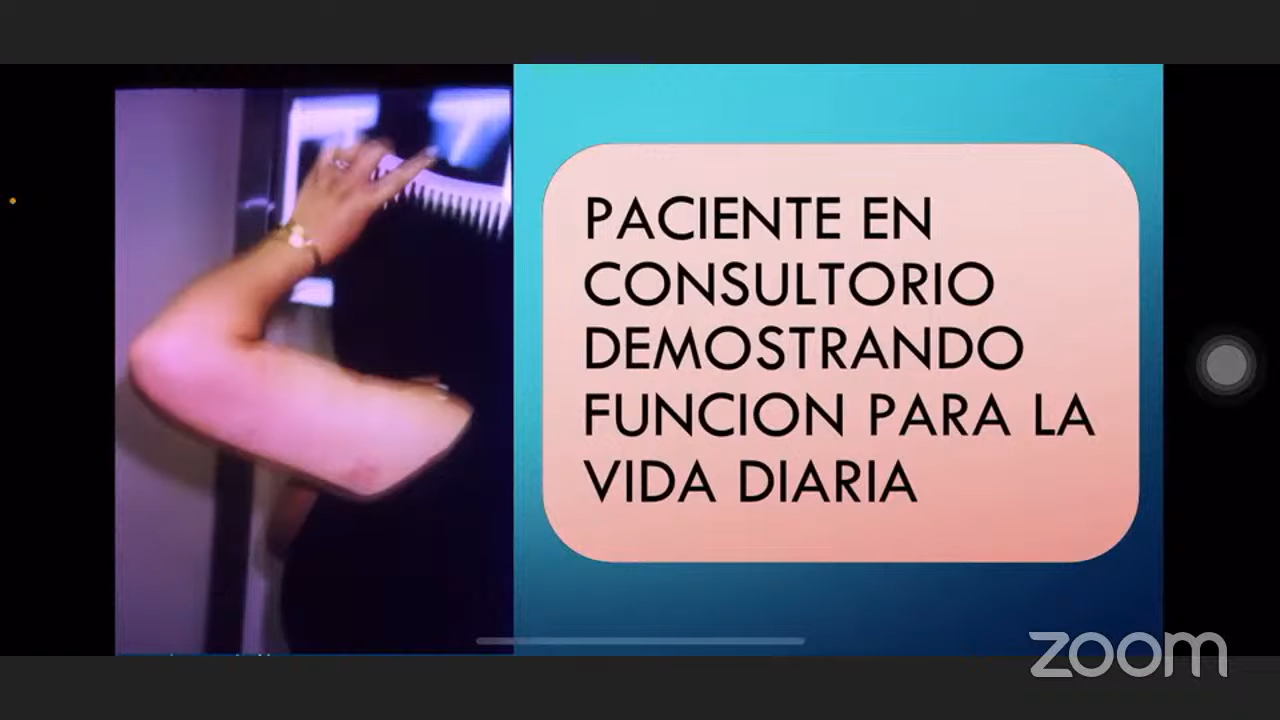 PACIENTE EN
CONSULTORIO
DEMOSTRANDO
FUNCION PARA LA
VIDA DIARIA
zoom